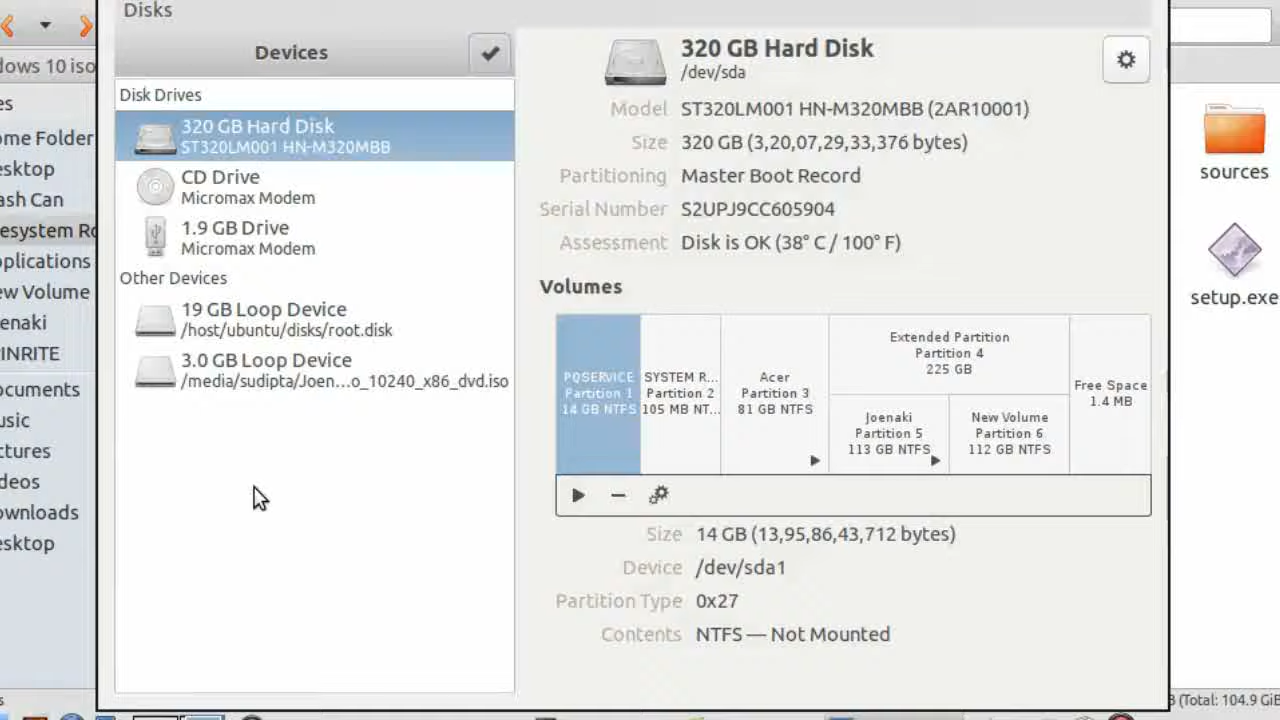 Disks
Devices
Disk Drives
320 GB Hard Disk
ST320LM001 HN-M320MBB
CD Drive
Micromax Modem
1.9 GB Drive
Micromax Modem
Other Devices
19 GB Loop Device
/host/ubuntu/disks/root.disk
3.0 GB Loop Device
/media/sudipta/Joen...o_10240_x86_dvd.iso
320 GB Hard Disk
/dev/sda
Model ST320LM001 HN-M320MBB (2AR10001)
Size 320 GB (3,20,07,29,33,376 bytes)
Partitioning Master Boot Record
Serial Number S2UPJ9CC605904
Assessment Disk is OK (38° C / 100° F)
Volumes
PQSERVICE
Partition 1
14 GB NTFS
SYSTEM R...
Partition 2
105 MB NT...
Acer
Partition 3
81 GB NTFS
Extended Partition
Partition 4
225 GB
Joenaki
Partition 5
113 GB NTFS
New Volume
Partition 6
112 GB NTFS
Free Space
1.4 MB
Size 14 GB (13,95,86,43,712 bytes)
Device /dev/sda1
Partition Type 0x27
Contents NTFS — Not Mounted
dows 10 iso
es
ome Folder
esktop
ash Can
esystem Ro
pplications
ew Volume
enaki
INRITE
ocuments
usic
ctures
deos
ownloads
esktop
s
sources
setup.exe
(Total: 104.9 GiB